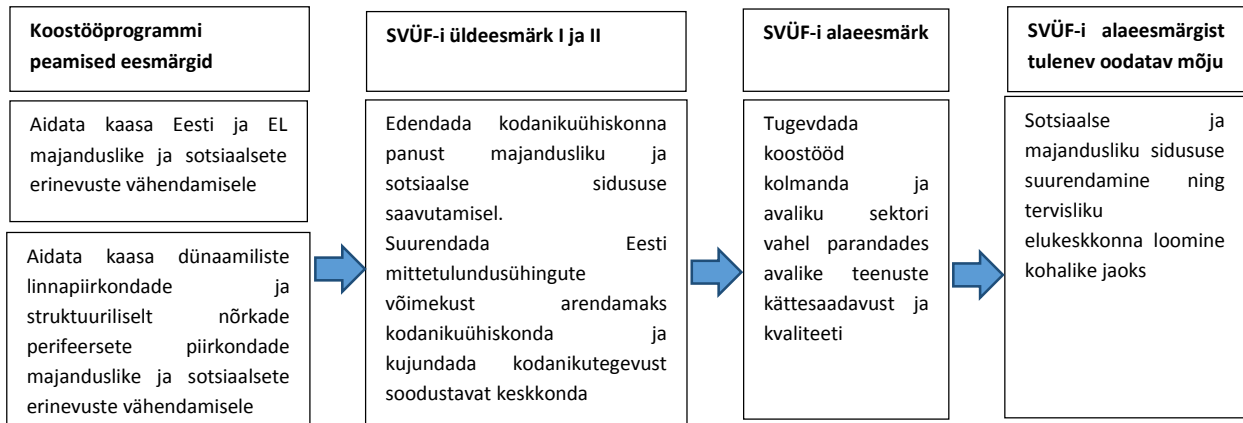 Koostööprogrammi
peamised eesmärgid
Aidata kaasa Eesti ja EL
majanduslike ja sotsiaalsete
erinevuste vähendamisele
Aidata kaasa dünaamiliste
linnapiirkondade ja
struktuuriliselt nõrkade
perifeersete piirkondade
majanduslike ja sotsiaalsete
erinevuste vähendamisele
SVÜF-i üldeesmärk I ja II
Edendada kodanikuühiskonna
panust majandusliku ja
sotsiaalse sidususe
saavutamisel.
Suurendada Eesti
mittetulundusühingute
võimekust arendamaks
kodanikuühiskonda ja
kujundada kodanikutegevust
soodustavat keskkonda
SVÜF-i alaeesmärk
Tugevdada
koostööd
kolmanda ja
avaliku sektori
vahel parandades
avalike teenuste
kättesaadavust ja
kvaliteeti
SVÜF-i alaeesmärgist
tulenev oodatav mõju
Sotsiaalse ja
majandusliku sidususe
suurendamine ning
tervisliku
elukeskkonna loomine
kohalike jaoks